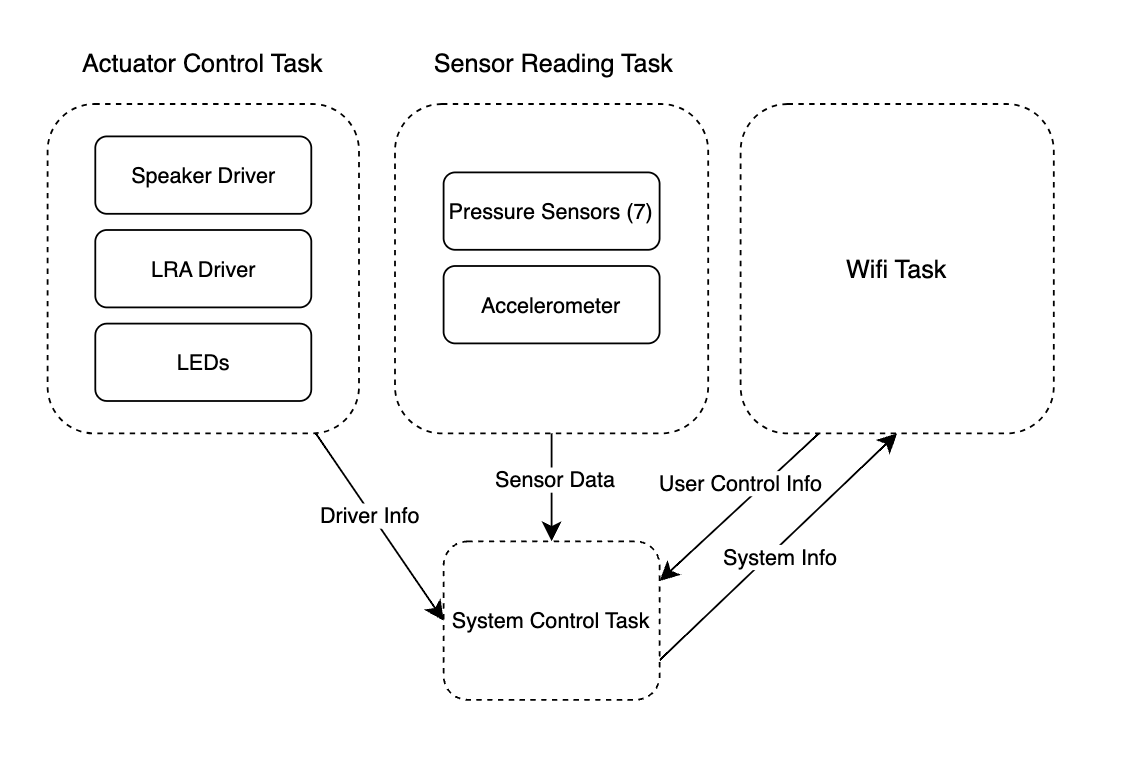 Actuator Control Task
Sensor Reading Task
Speaker Driver
LRA Driver
LEDs
Pressure Sensors (7)
Accelerometer
Wifi Task
Sensor Data
User Control Info
Driver Info
System Info
System Control Task